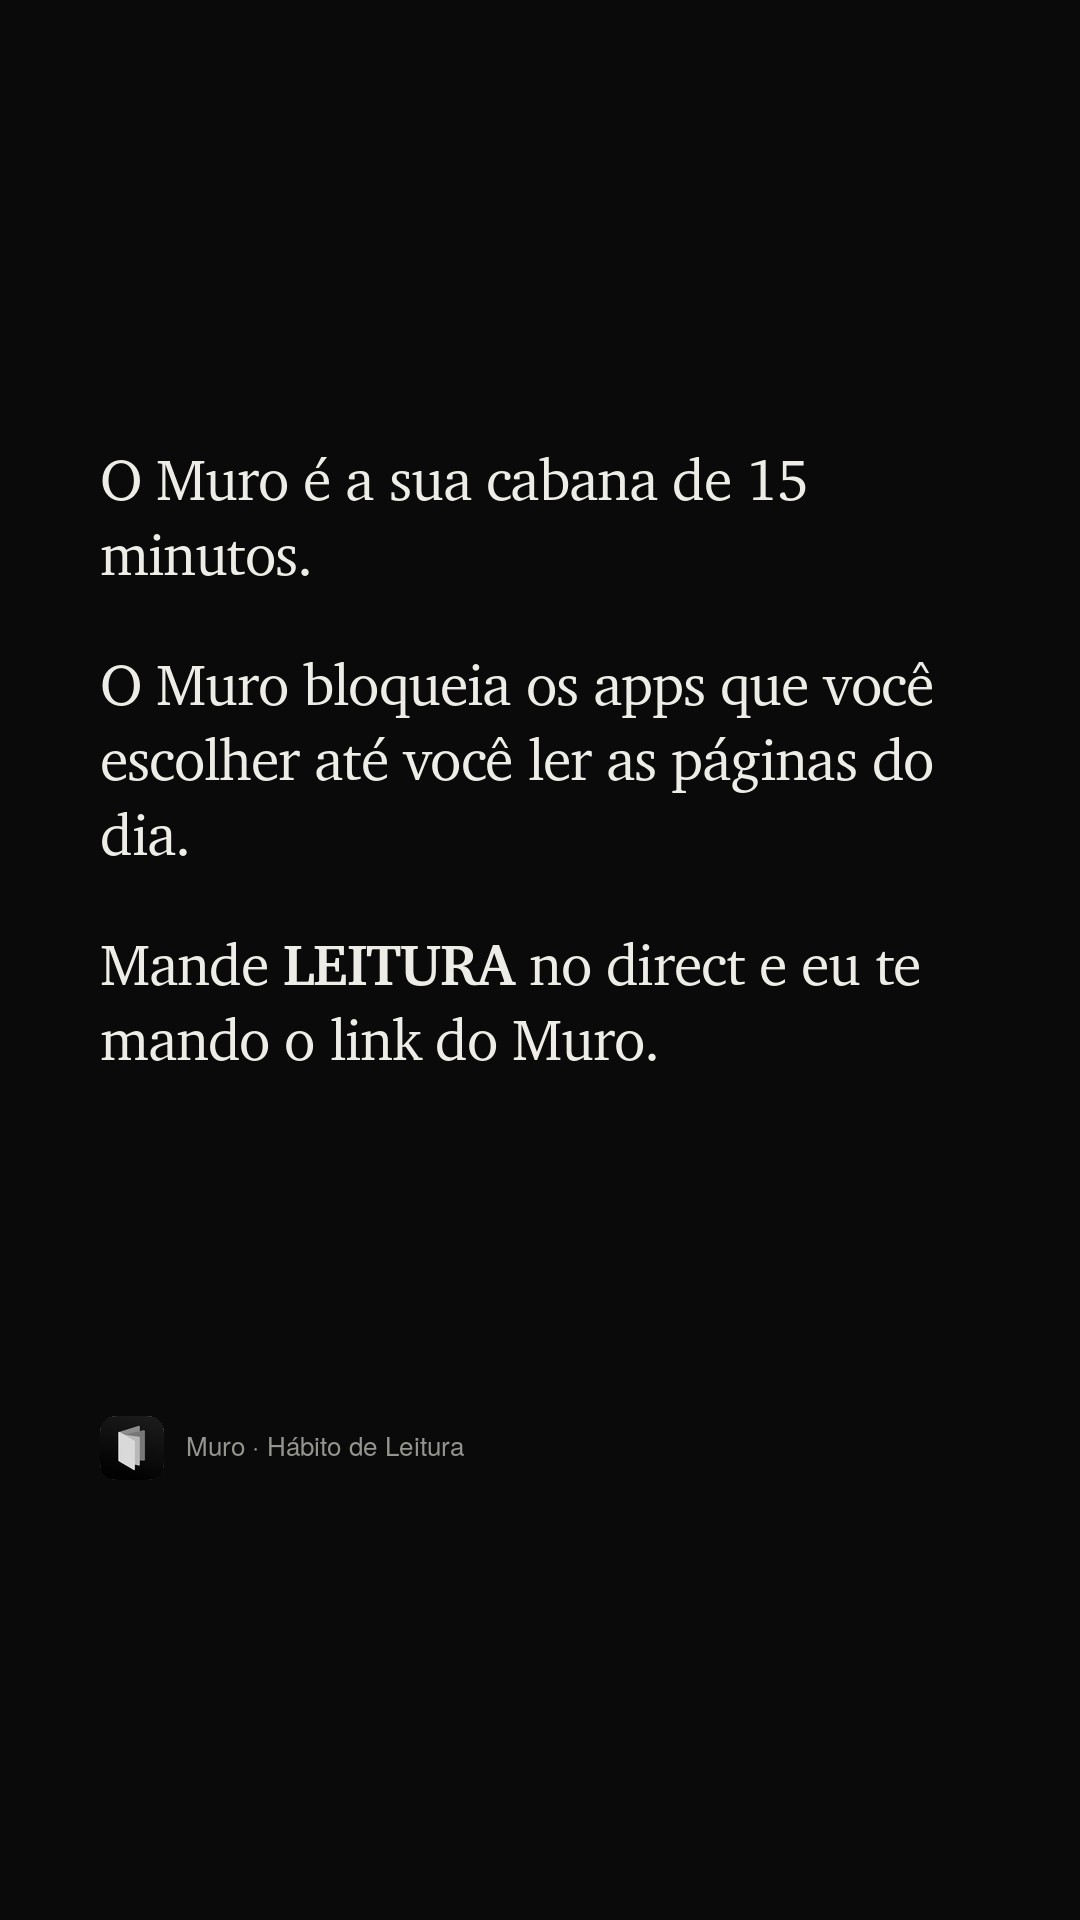 O Muro é a sua cabana de 15
minutos.
O Muro bloqueia os apps que você
escolher até você ler as páginas do
dia.
Mande LEITURA no direct e eu te
mando o link do Muro.
Muro · Hábito de Leitura